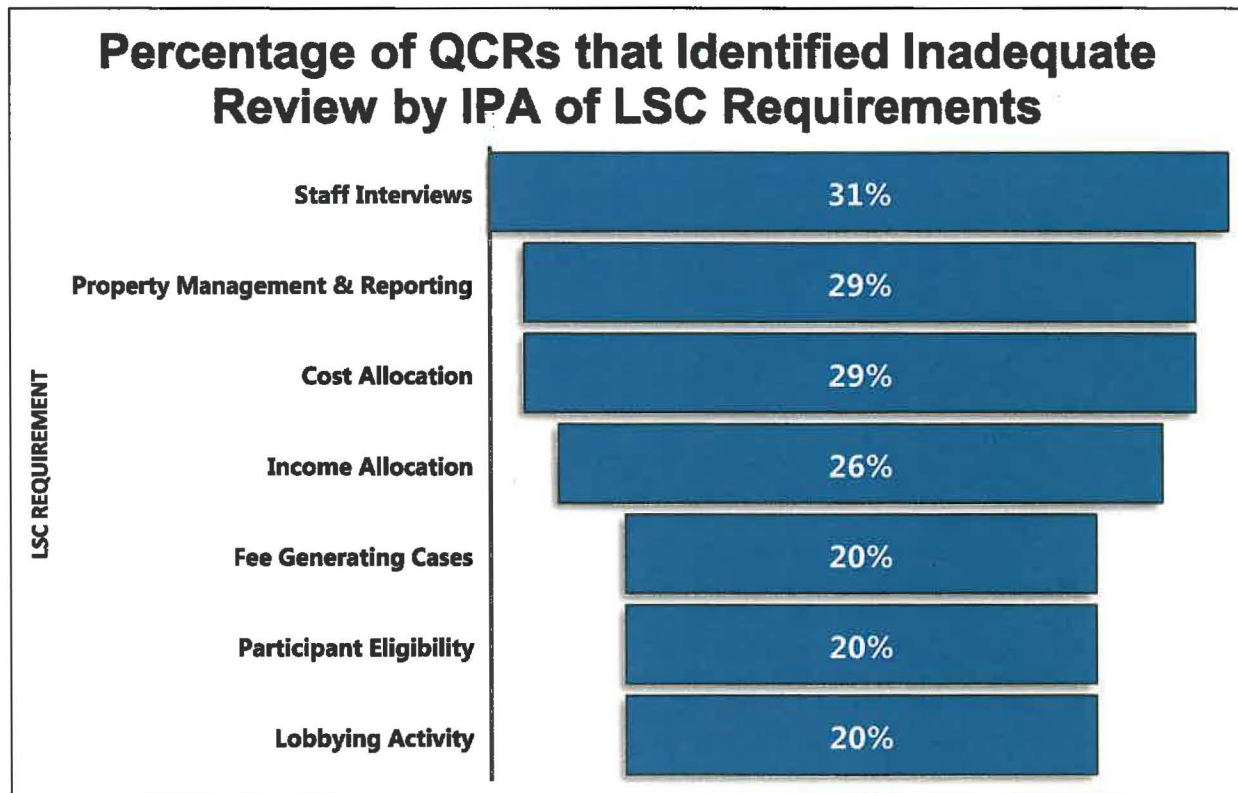 Percentage of QCRs that Identified Inadequate
Review by IPA of LSC Requirements
LSC REQUIREMENT
Staff Interviews
31%
Property Management & Reporting
29%
Cost Allocation
29%
Income Allocation
26%
Fee Generating Cases
20%
Participant Eligibility
20%
Lobbying Activity
20%